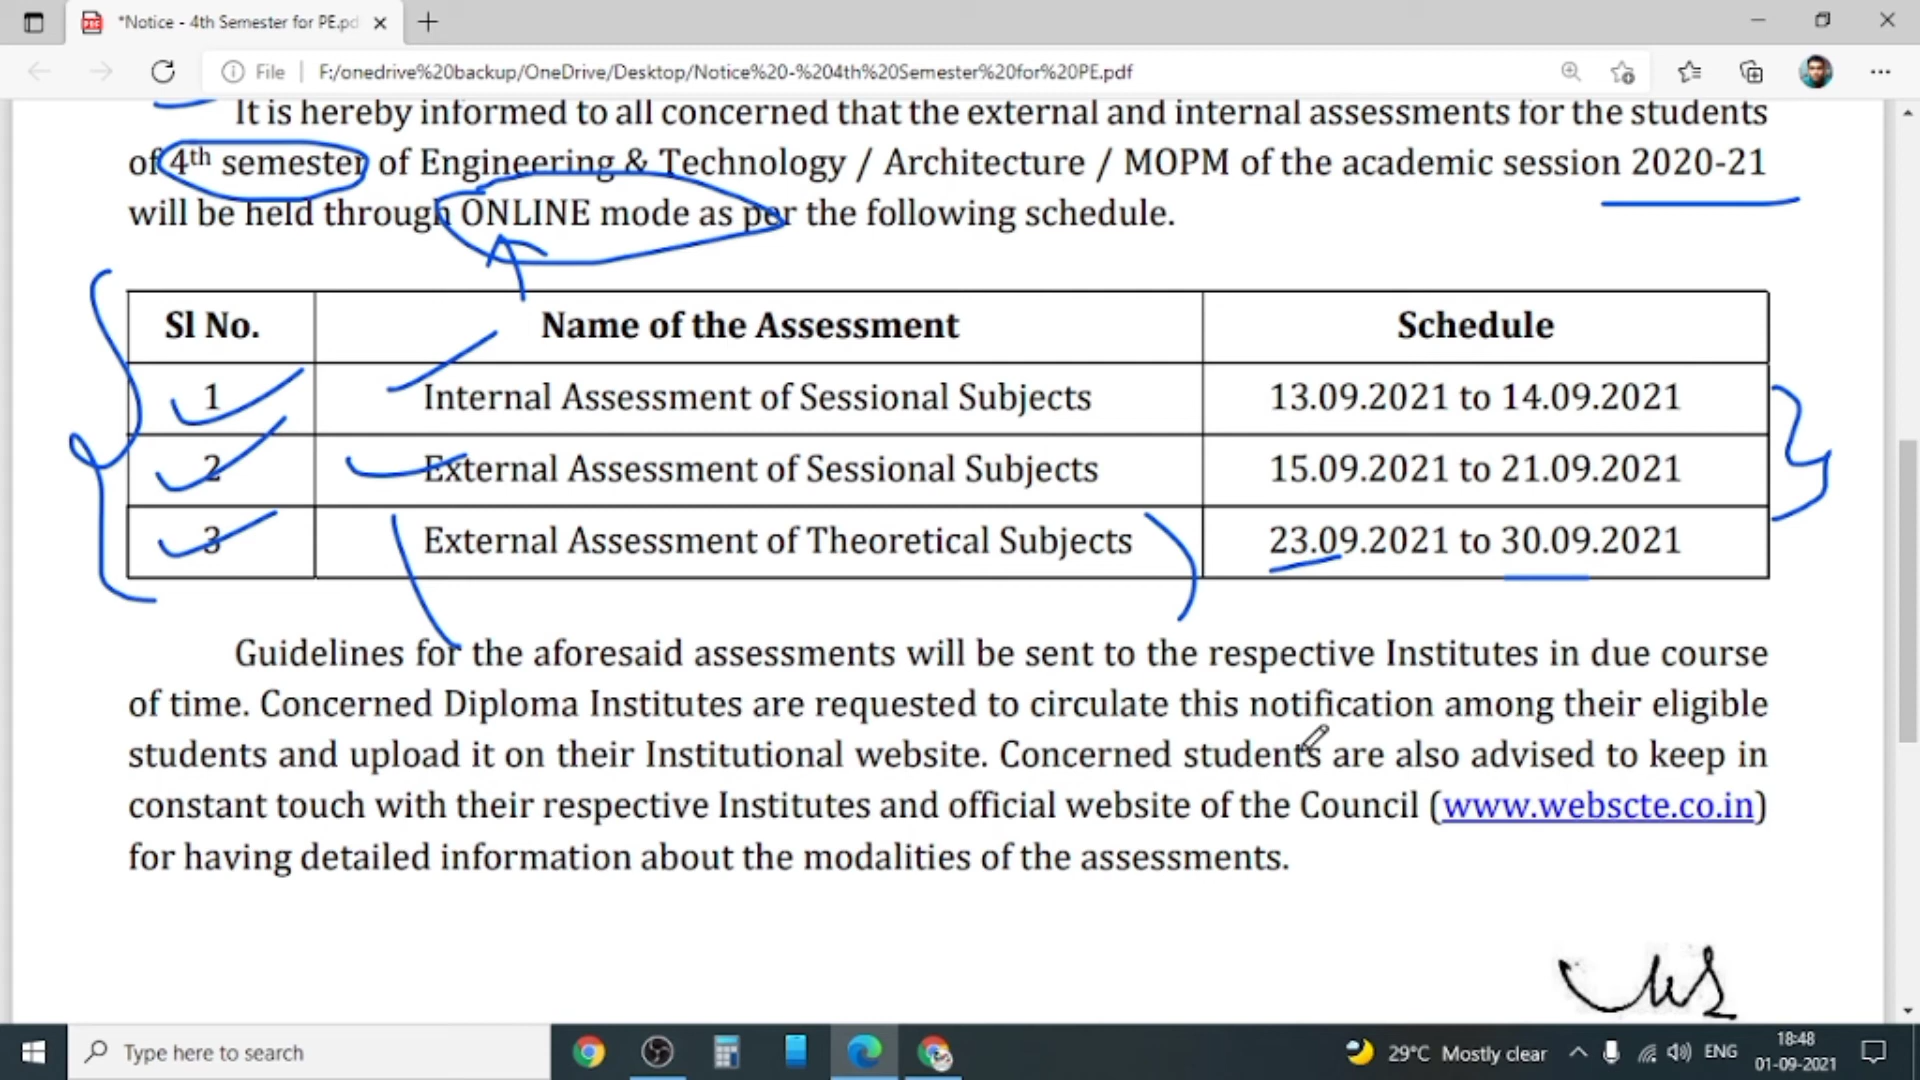 *Notice - 4th Semester for PE.pd
File
F:/onedrive%20backup/OneDrive/Desktop/Notice%20-%204th%20Semester%20for%20PE.pdf
It is hereby informed to all concerned that the external and internal assessments for the students
of 4th semester of Engineering & Technology / Architecture / MOPM of the academic session 2020-21
will be held through ONLINE mode as per the following schedule.
Sl No. Name of the Assessment Schedule
1 Internal Assessment of Sessional Subjects 13.09.2021 to 14.09.2021
2 External Assessment of Sessional Subjects 15.09.2021 to 21.09.2021
3 External Assessment of Theoretical Subjects 23.09.2021 to 30.09.2021
Guidelines for the aforesaid assessments will be sent to the respective Institutes in due course
of time. Concerned Diploma Institutes are requested to circulate this notification among their eligible
students and upload it on their Institutional website. Concerned students are also advised to keep in
constant touch with their respective Institutes and official website of the Council (www.webscte.co.in)
for having detailed information about the modalities of the assessments.
Type here to search
29°C Mostly clear
ENG
18:48
01-09-2021